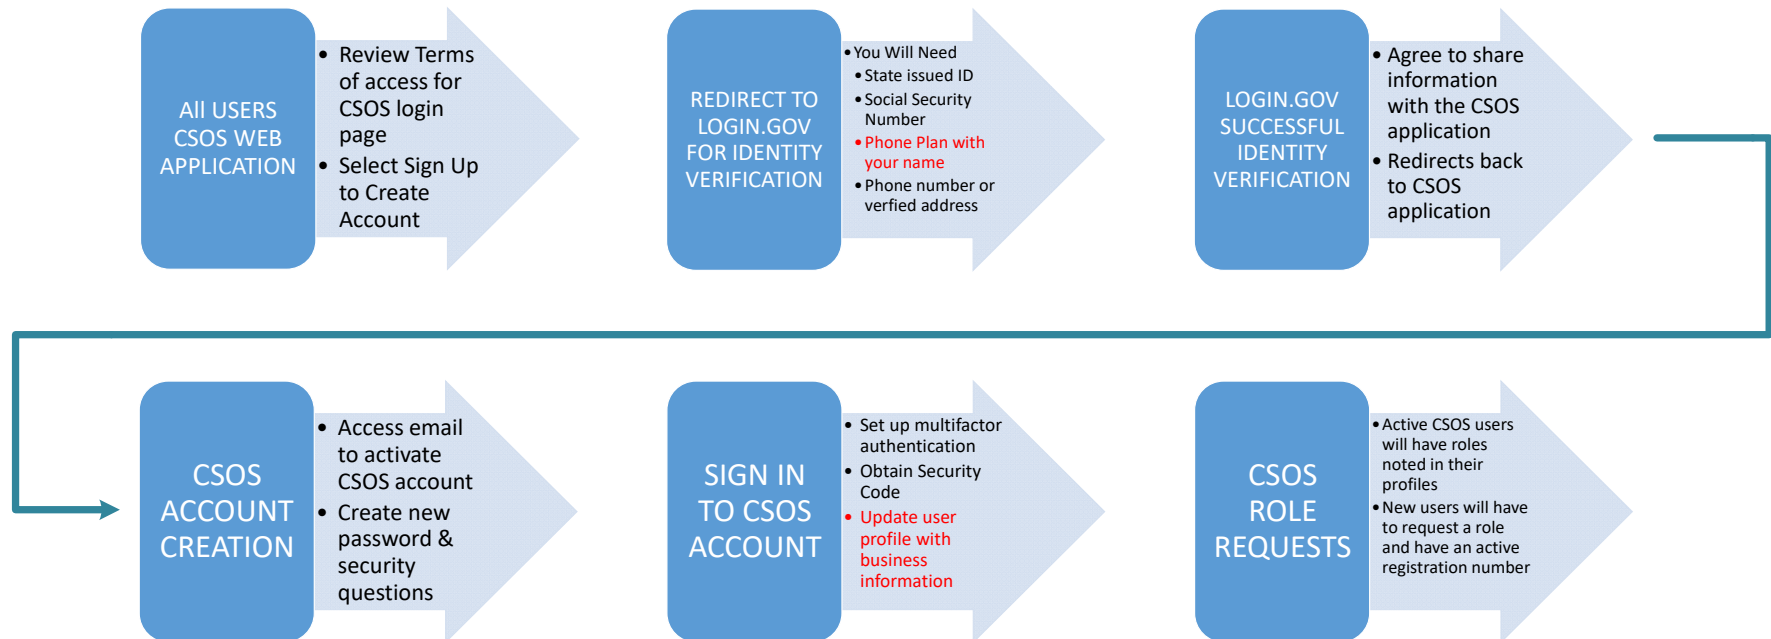 All USERS
CSOS WEB
APPLICATION
• Review Terms
of access for
CSOS login
page
• Select Sign Up
to Create
Account
REDIRECT TO
LOGIN.GOV
FOR IDENTITY
VERIFICATION
• You Will Need
• State issued ID
• Social Security
Number
• Phone Plan with
your name
• Phone number or
verfied address
LOGIN.GOV
SUCCESSFUL
IDENTITY
VERIFICATION
• Agree to share
information
with the CSOS
application
• Redirects back
to CSOS
application
CSOS
ACCOUNT
CREATION
• Access email
to activate
CSOS account
• Create new
password &
security
questions
SIGN IN
TO CSOS
ACCOUNT
• Set up multifactor
authentication
• Obtain Security
Code
• Update user
profile with
business
information
CSOS
ROLE
REQUESTS
• Active CSOS users
will have roles
noted in their
profiles
• New users will have
to request a role
and have an active
registration number